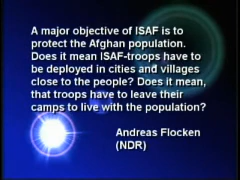 A major objective of ISAF is to
protect the Afghan population.
Does it mean ISAF-troops have to
be deployed in cities and villages
close to the people? Does it mean,
that troops have to leave their
camps to live with the population?
Andreas Flocken
(NDR)